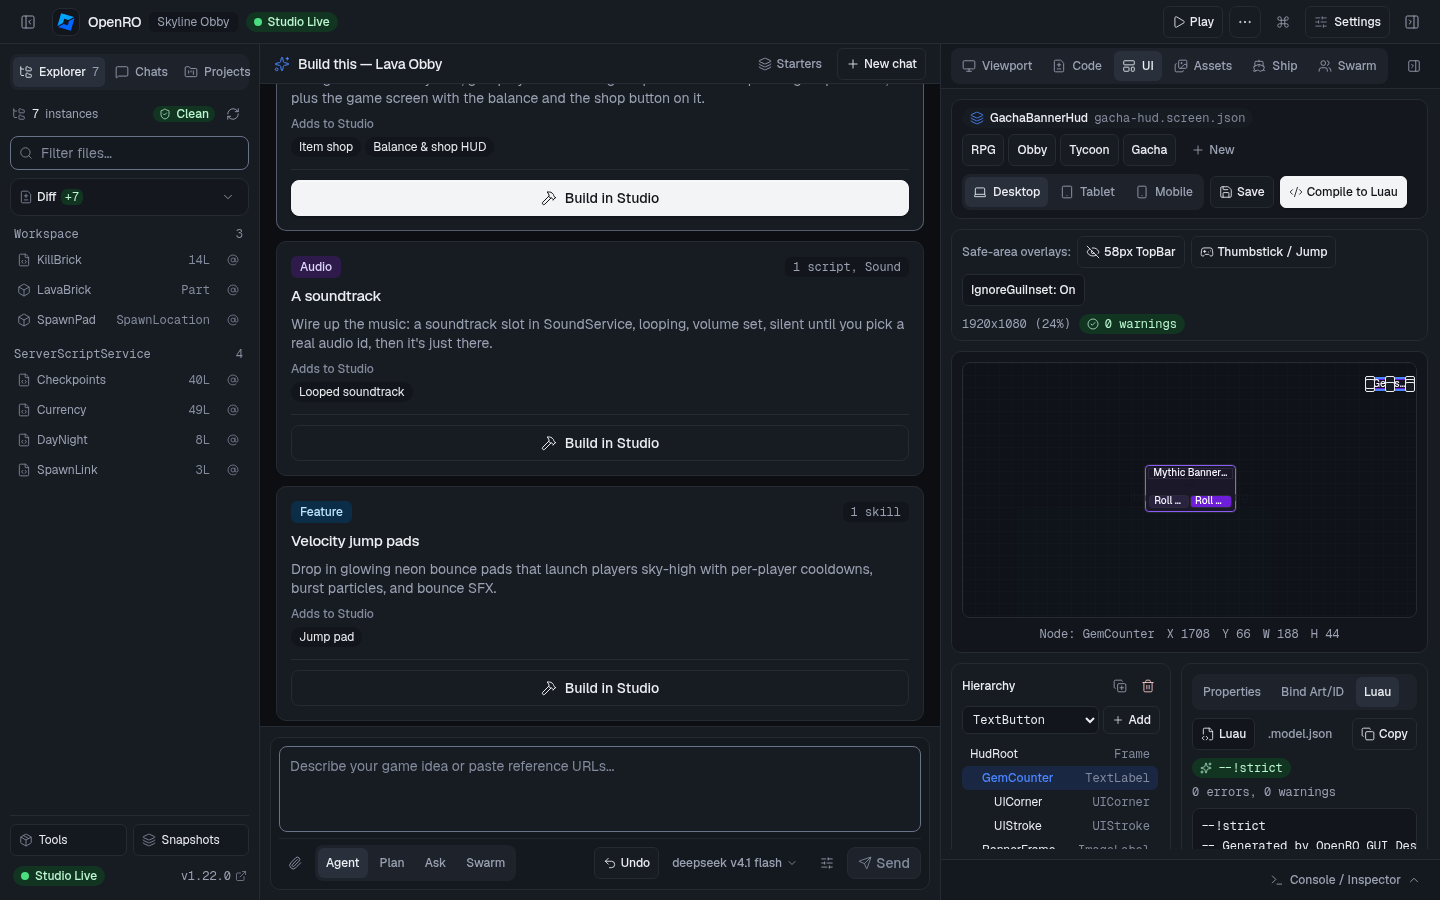 OpenRO
Skyline Obby
Studio Live
Play
Settings
Explorer 7
Chats
Projects
7 instances
Clean
Filter files...
Diff +7
Workspace 3
KillBrick 14L
LavaBrick Part
SpawnPad SpawnLocation
ServerScriptService 4
Checkpoints 40L
Currency 49L
DayNight 8L
SpawnLink 3L
Tools
Snapshots
Studio Live
v1.22.0
Build this — Lava Obby
Starters
New chat
plus the game screen with the balance and the shop button on it.
Adds to Studio
Item shop
Balance & shop HUD
Build in Studio
Audio
1 script, Sound
A soundtrack
Wire up the music: a soundtrack slot in SoundService, looping, volume set, silent until you pick a
real audio id, then it's just there.
Adds to Studio
Looped soundtrack
Build in Studio
Feature
1 skill
Velocity jump pads
Drop in glowing neon bounce pads that launch players sky-high with per-player cooldowns,
burst particles, and bounce SFX.
Adds to Studio
Jump pad
Build in Studio
Describe your game idea or paste reference URLs...
Agent
Plan
Ask
Swarm
Undo
deepseek v4.1 flash
Send
Viewport
Code
UI
Assets
Ship
Swarm
GachaBannerHud gacha-hud.screen.json
RPG
Obby
Tycoon
Gacha
New
Desktop
Tablet
Mobile
Save
Compile to Luau
Safe-area overlays:
58px TopBar
Thumbstick / Jump
IgnoreGuiInset: On
1920x1080 (24%)
0 warnings
Mythic Banner...
Roll ...
Roll ...
Node: GemCounter X 1708 Y 66 W 188 H 44
Hierarchy
TextButton
Add
HudRoot Frame
GemCounter TextLabel
UICorner UICorner
UIStroke UIStroke
BannerFrame ImageLabel
Properties
Bind Art/ID
Luau
Luau
.model.json
Copy
--!strict
0 errors, 0 warnings
--!strict
-- Generated by OpenRO GUI Des
Console / Inspector